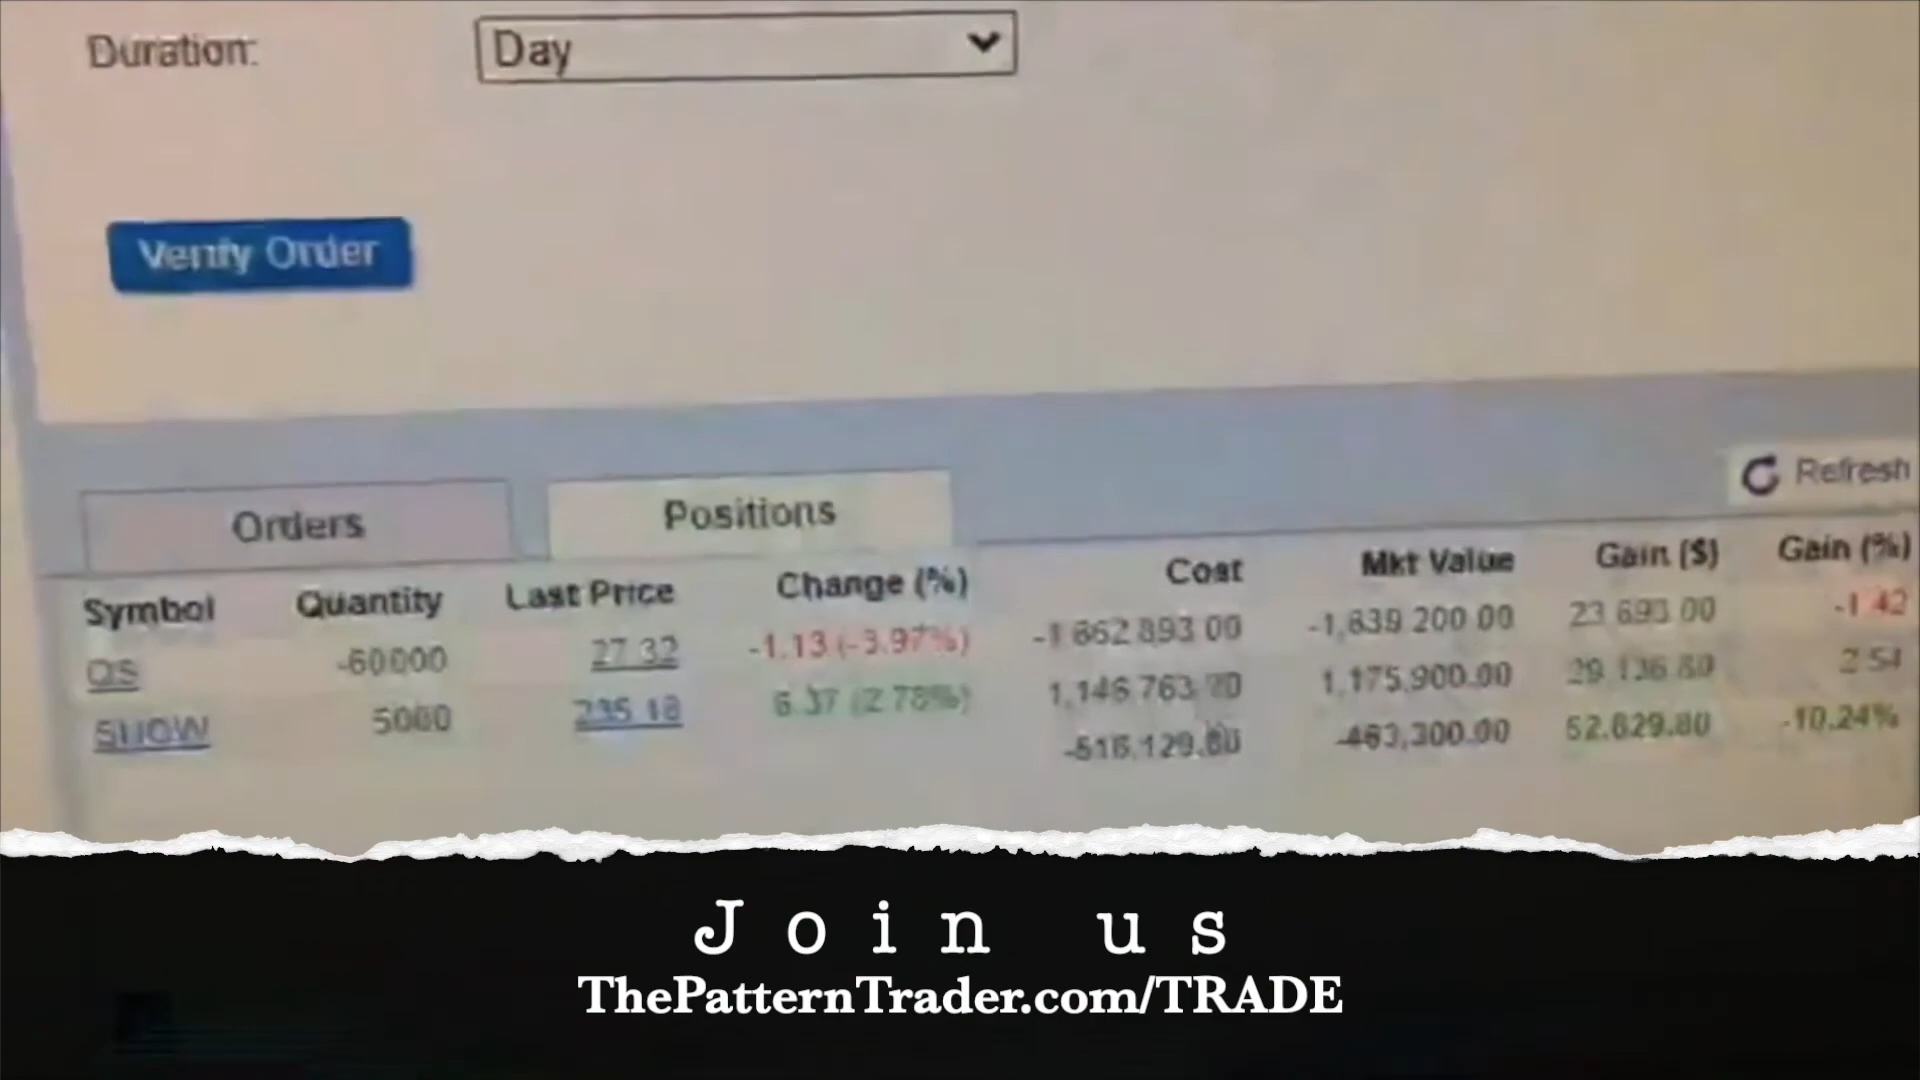 Duration: Day
Verify Order
Refresh
Orders Positions
Symbol Quantity Last Price Change (%) Cost Mkt Value Gain ($) Gain (%)
QS -60000 27.32 -1.13 (-3.97%) -1,662,893.00 -1,639,200.00 23,693.00 -1.42
SNOW 5000 235.18 6.37 (2.78%) 1,146,763.20 1,175,900.00 29,136.80 2.54
-516,129.80 -463,300.00 52,829.80 -10.24%
Join us
ThePatternTrader.com/TRADE